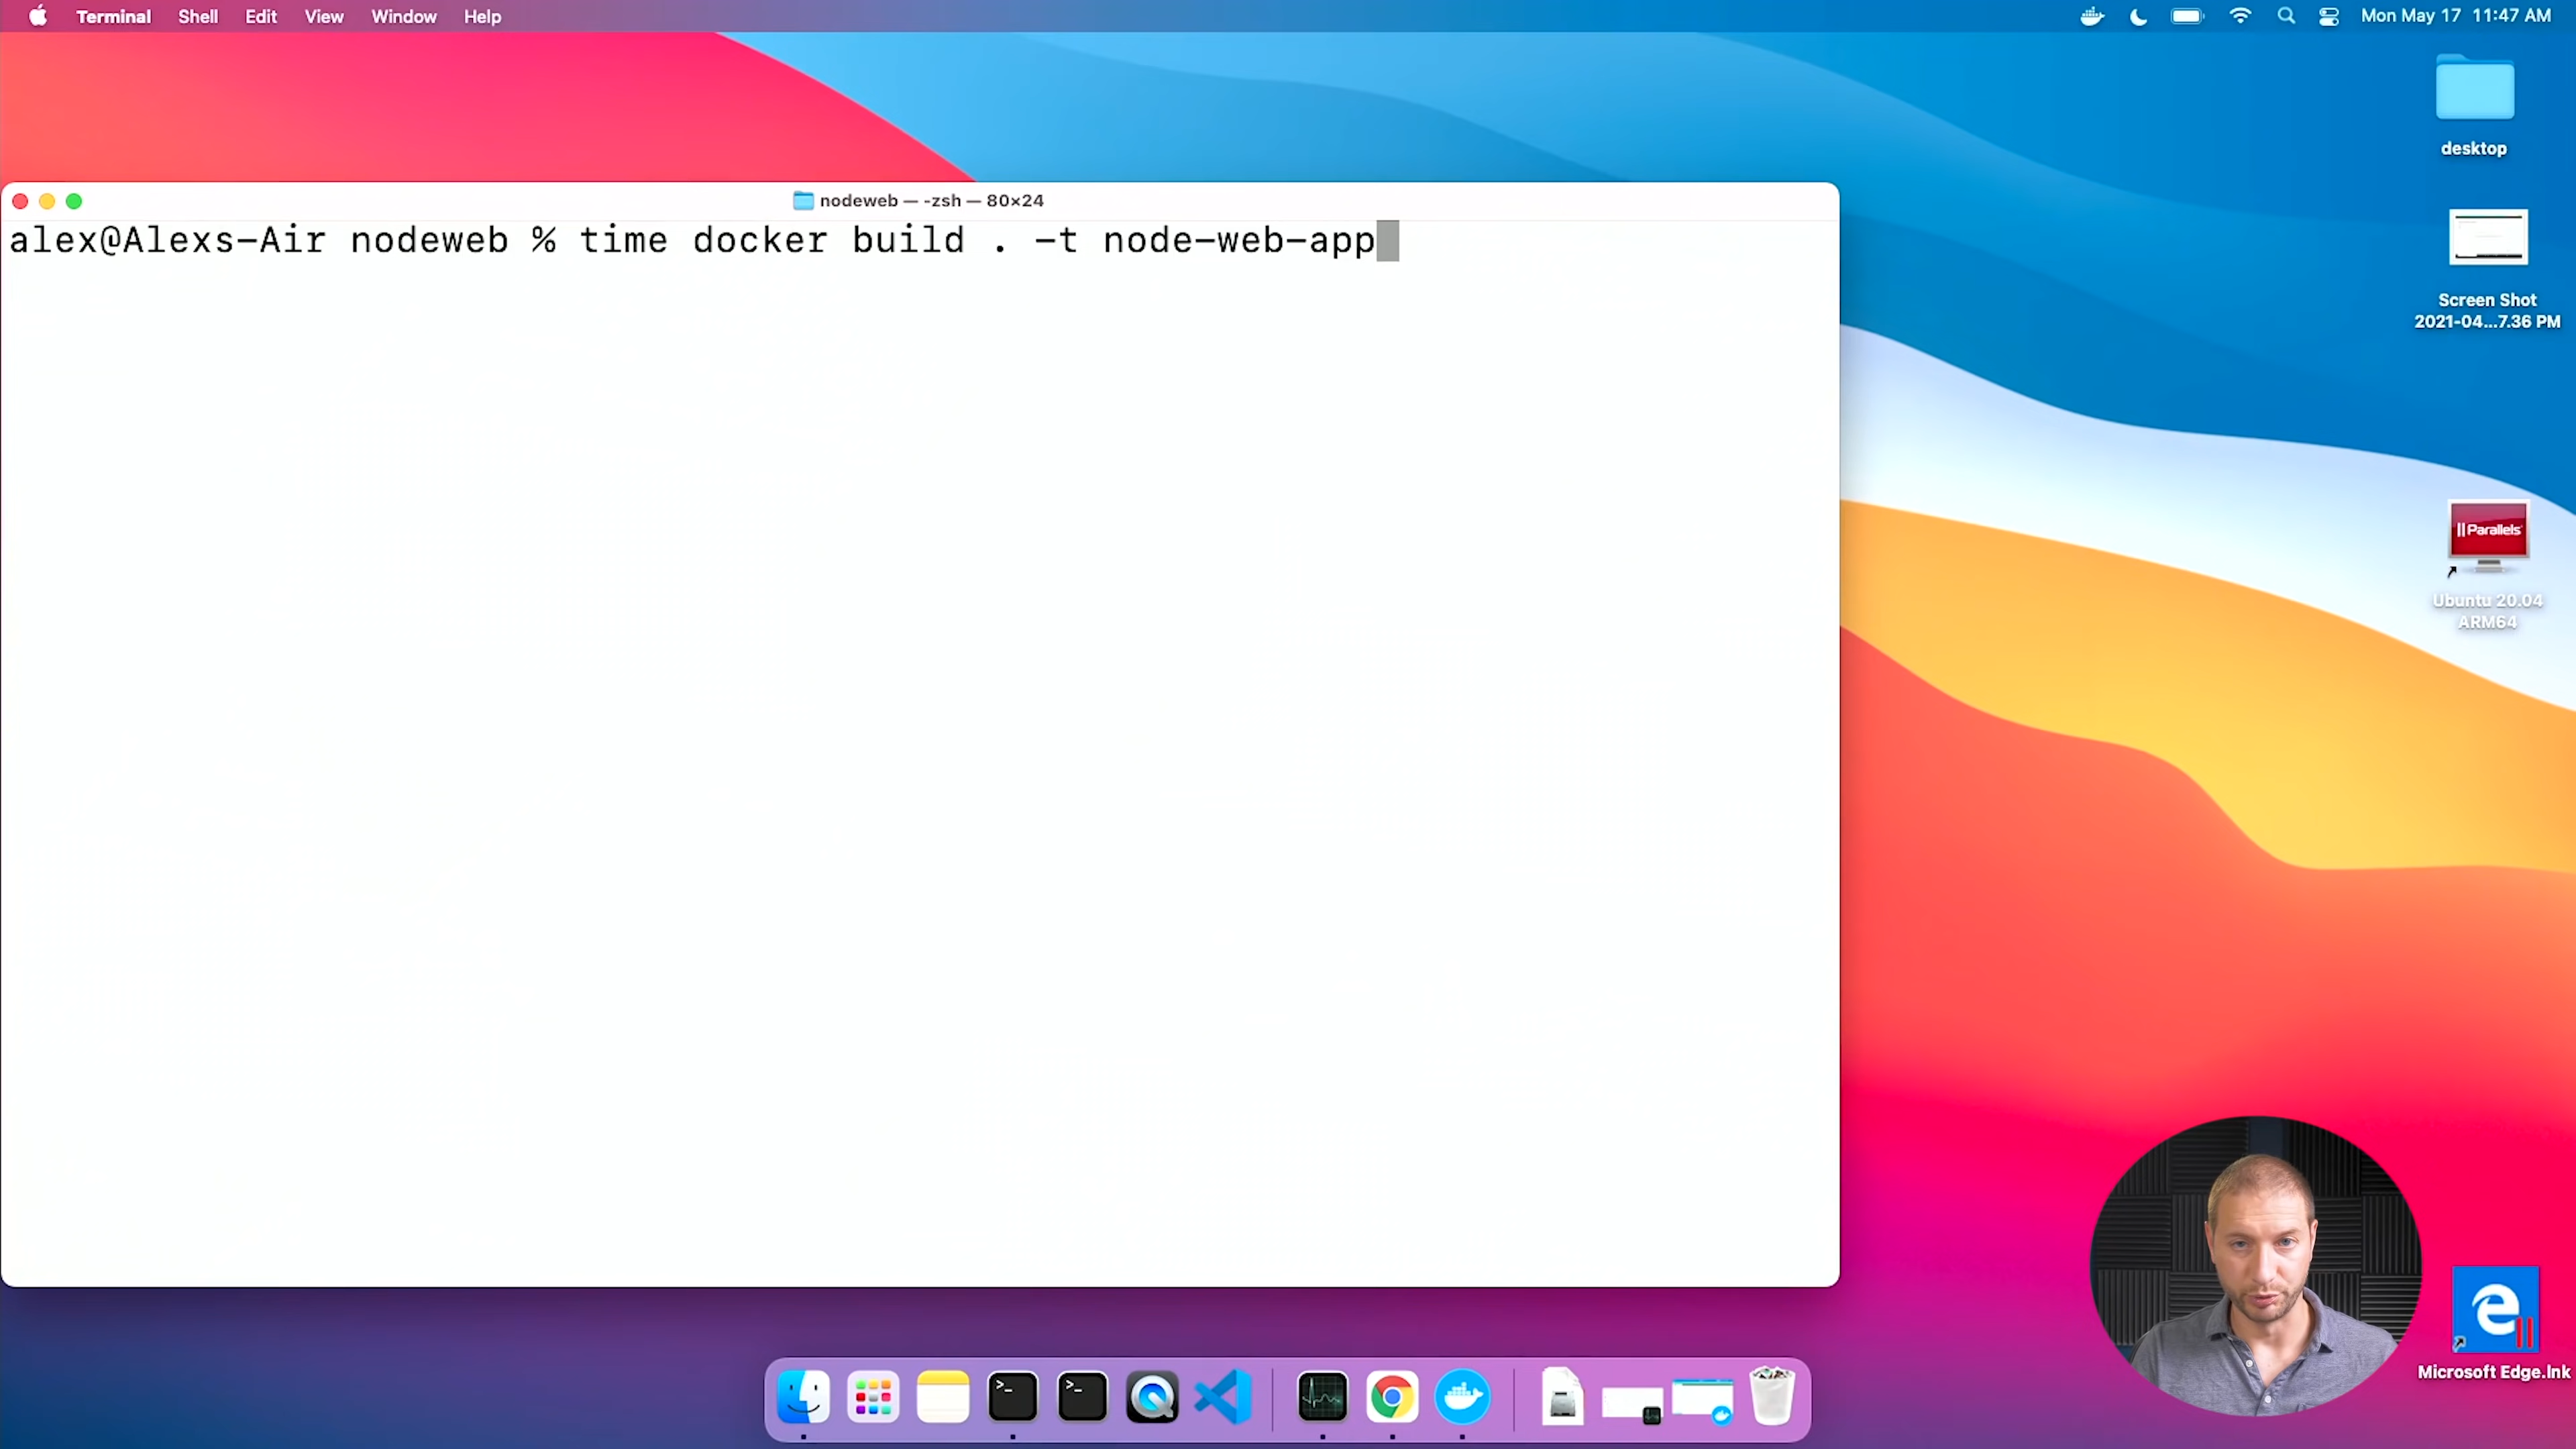 Terminal Shell Edit View Window Help
Mon May 17 11:47 AM
desktop
nodeweb — -zsh — 80×24
alex@Alexs-Air nodeweb % time docker build . -t node-web-app
Screen Shot
2021-04...7.36 PM
Parallels
Ubuntu 20.04
ARM64
Microsoft Edge.lnk